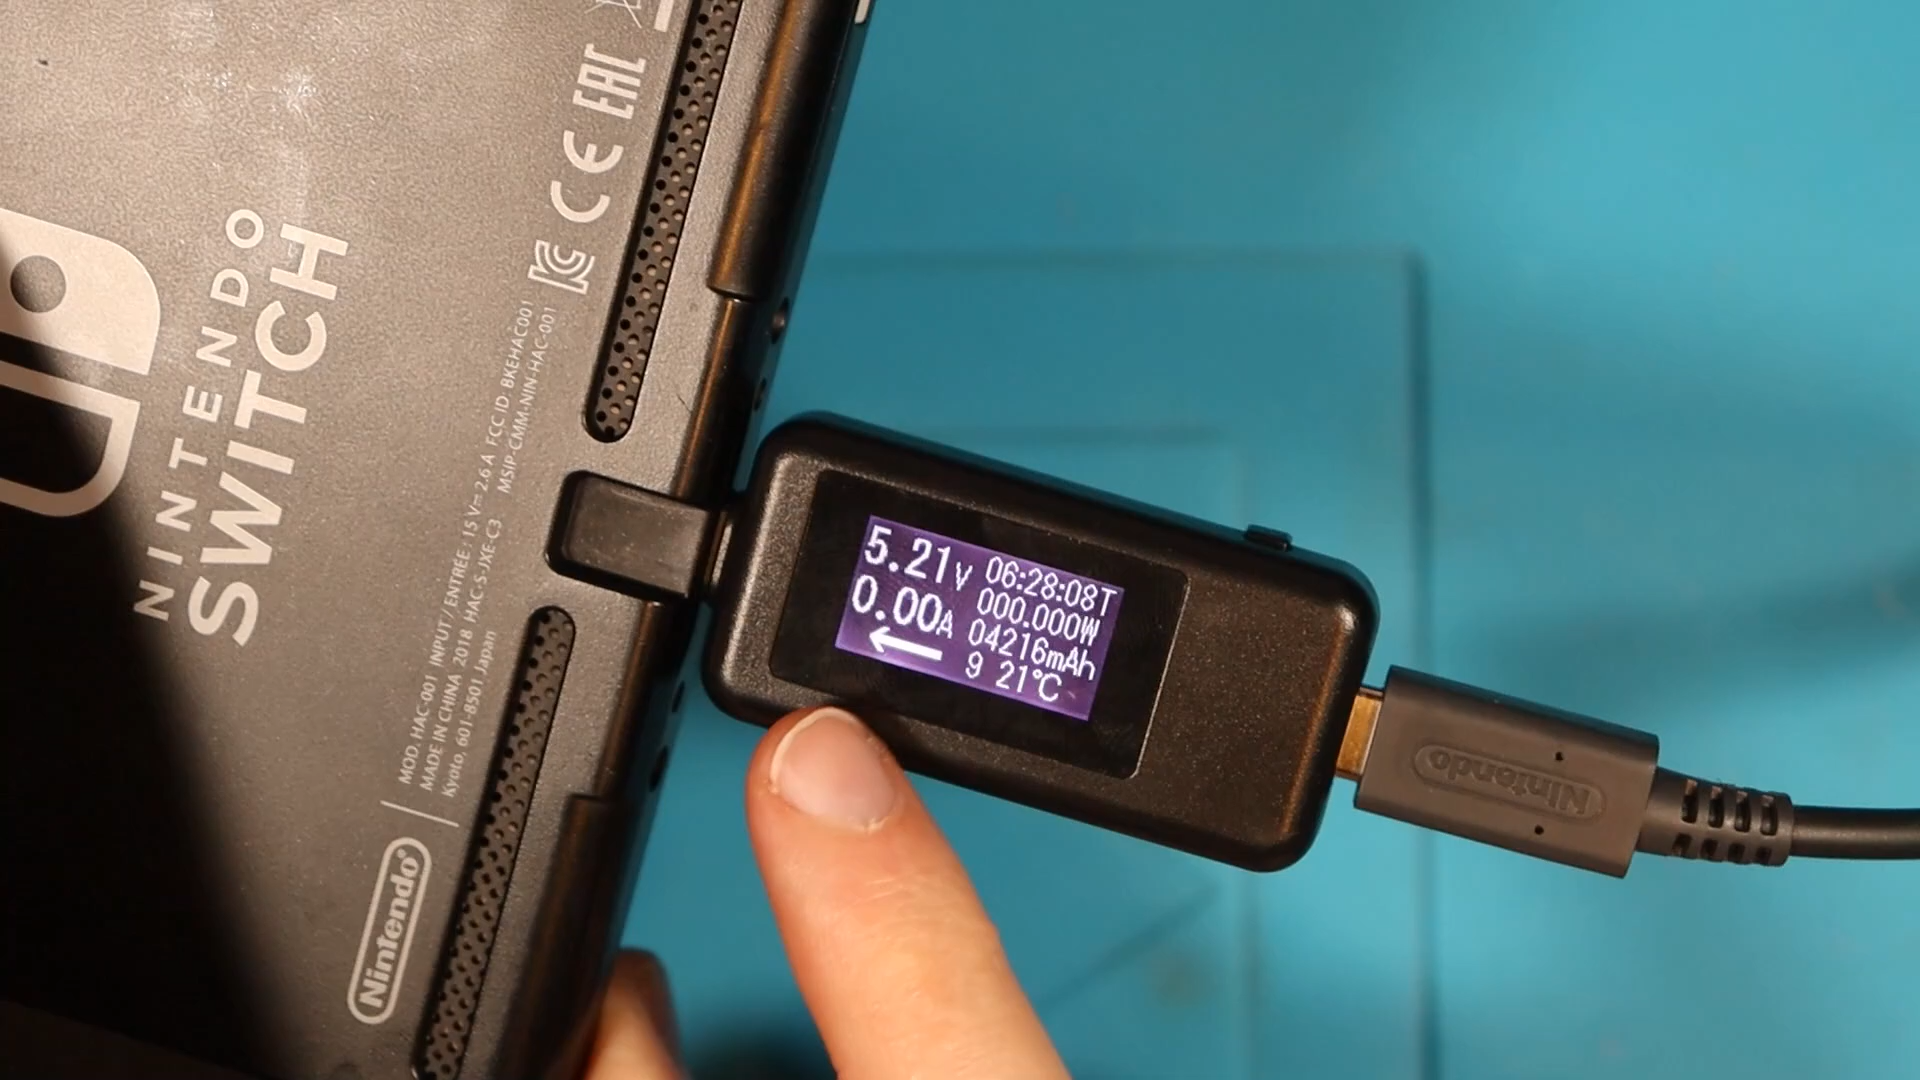 NINTENDO
SWITCH
MOD. HAC-001 INPUT / ENTRÉE: 15 V⎓ 2.6 A FCC ID: BKEHAC001
MADE IN CHINA 2018 HAC-S-JXE-C3 MSIP-CMM-NIN-HAC-001
Kyoto, 601-8501 Japan
CE EAC
Nintendo
5.21V
0.00A
06:28:08T
000.000W
04216mAh
9 21°C
Nintendo